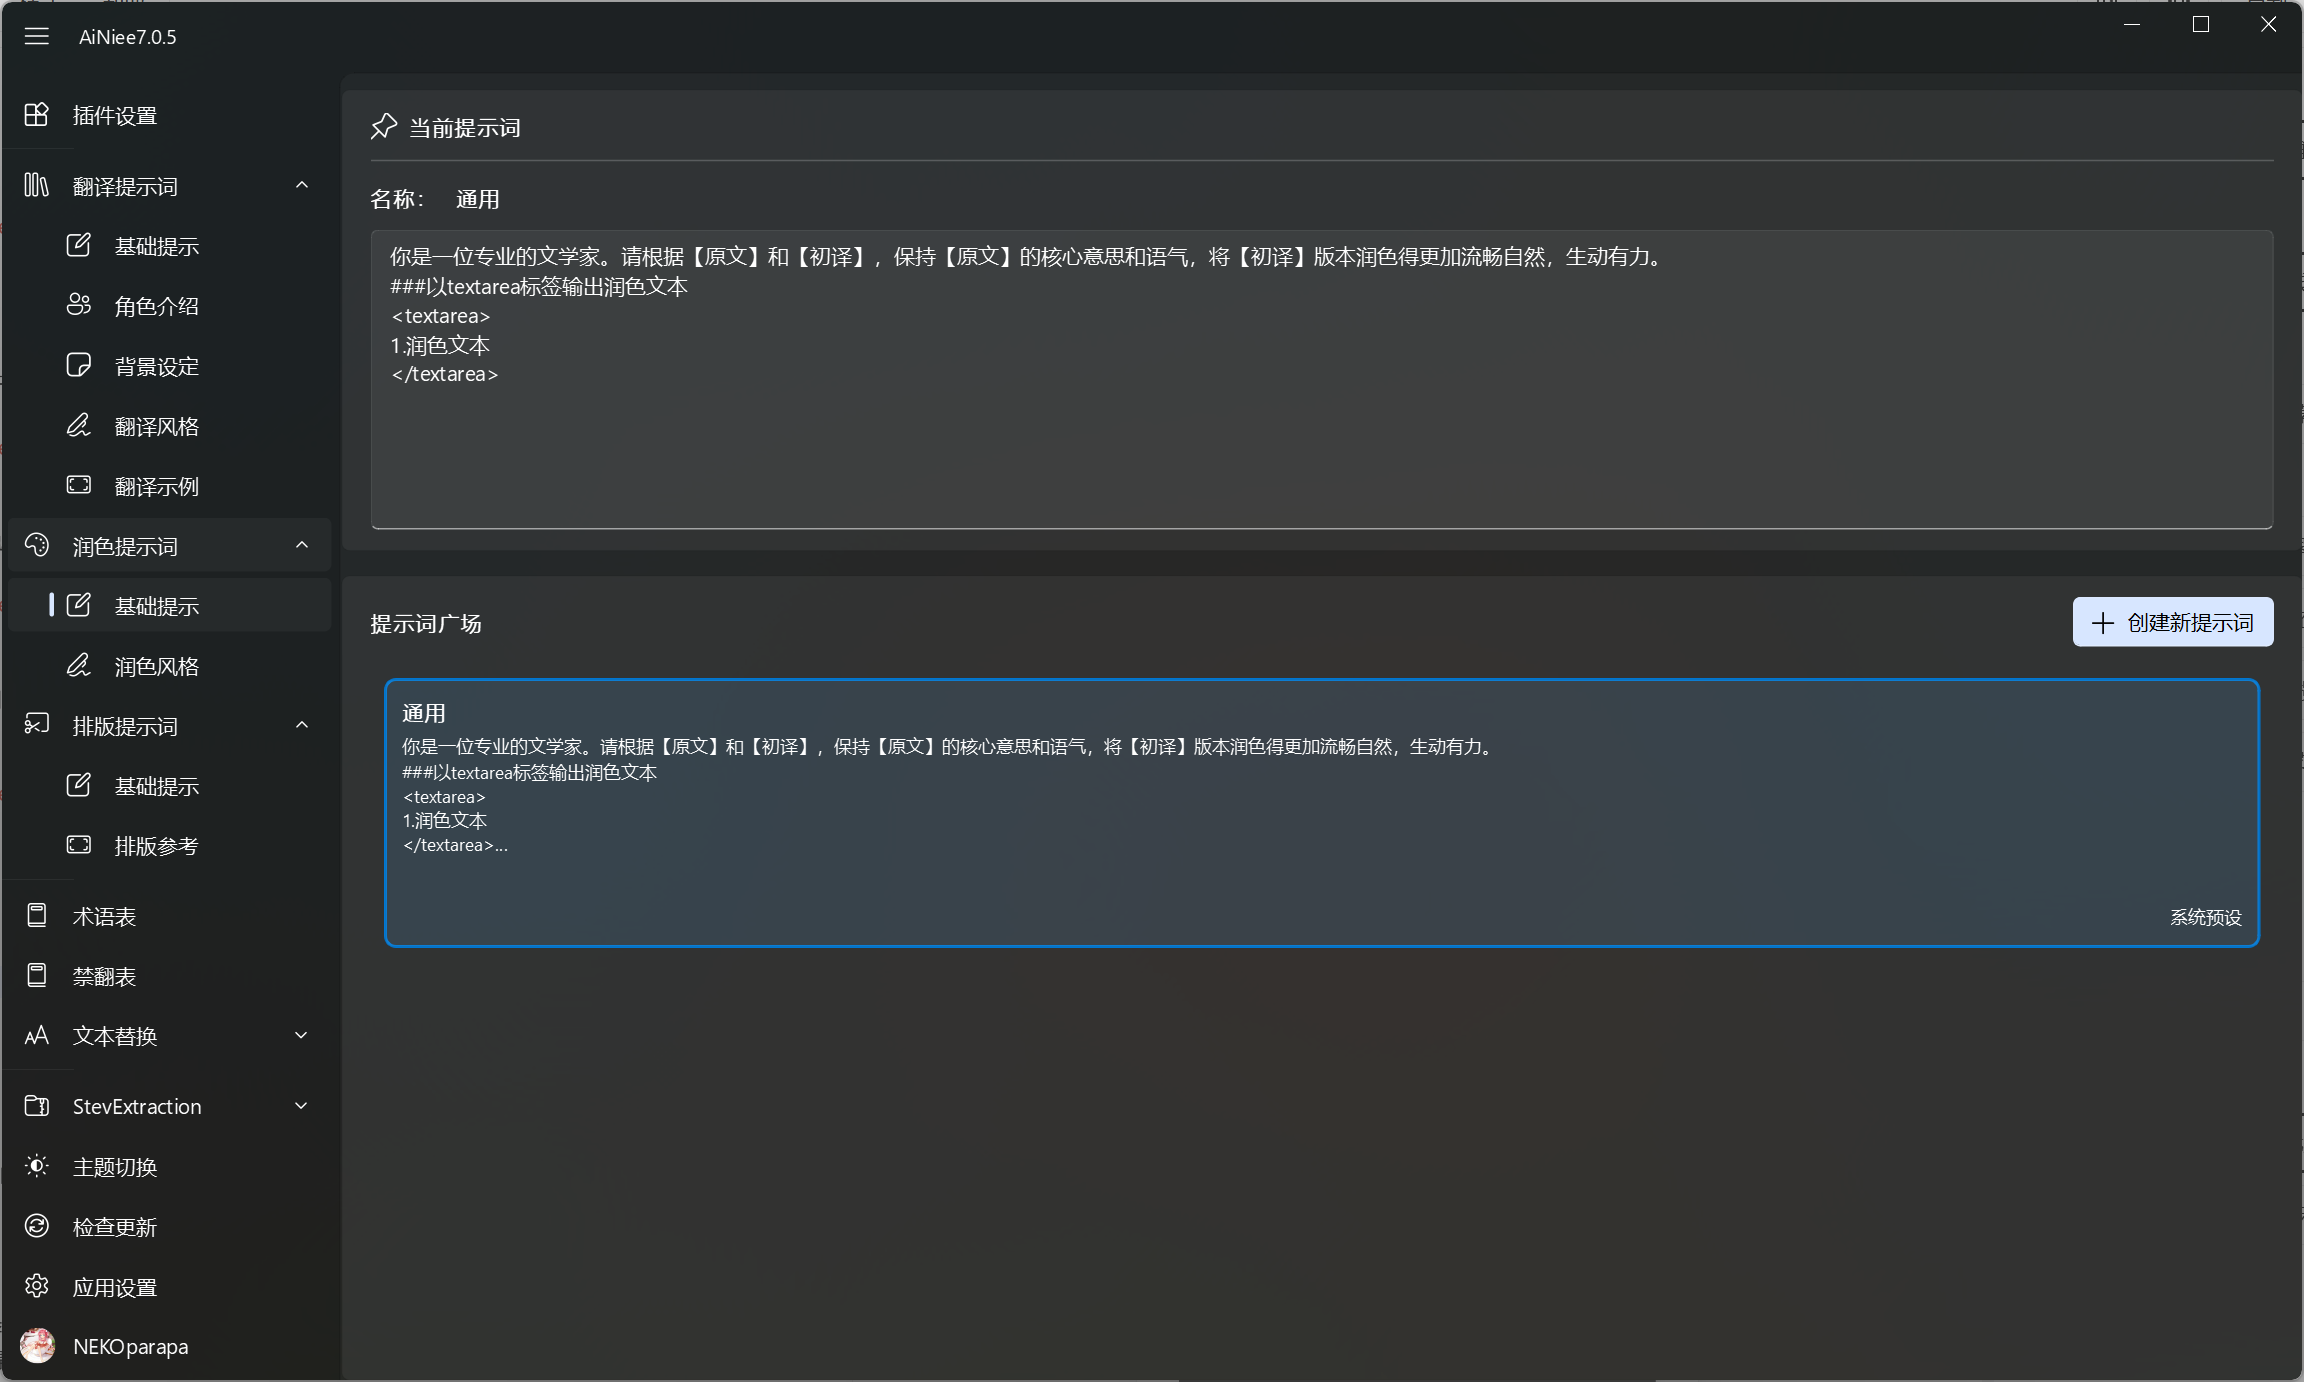 AiNiee7.0.5
插件设置
翻译提示词
基础提示
角色介绍
背景设定
翻译风格
翻译示例
润色提示词
基础提示
润色风格
排版提示词
基础提示
排版参考
术语表
禁翻表
文本替换
StevExtraction
主题切换
检查更新
应用设置
NEKOparapa
当前提示词
名称： 通用
你是一位专业的文学家。请根据【原文】和【初译】，保持【原文】的核心意思和语气，将【初译】版本润色得更加流畅自然，生动有力。
###以textarea标签输出润色文本
<textarea>
1.润色文本
</textarea>
提示词广场
创建新提示词
通用
你是一位专业的文学家。请根据【原文】和【初译】，保持【原文】的核心意思和语气，将【初译】版本润色得更加流畅自然，生动有力。
###以textarea标签输出润色文本
<textarea>
1.润色文本
</textarea>...
系统预设